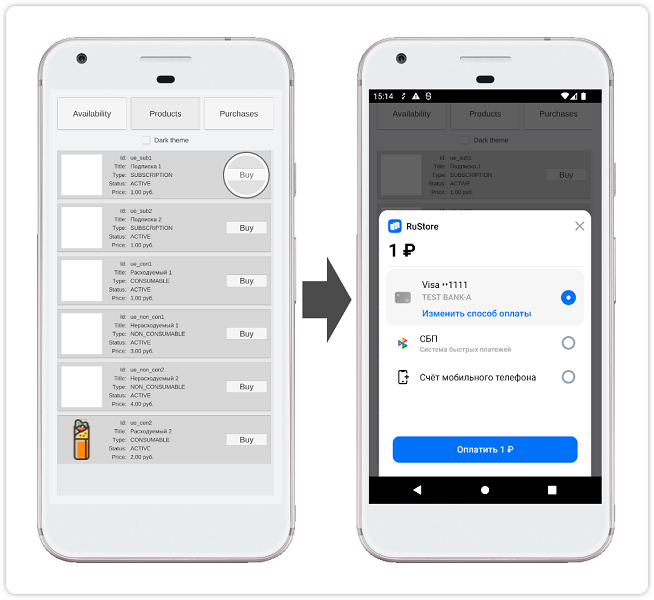 Availability
Products
Purchases
Dark theme
Id: ue_sub1
Title: Подписка 1
Type: SUBSCRIPTION
Status: ACTIVE
Price: 1.00 руб.
Buy
Id: ue_sub2
Title: Подписка 2
Type: SUBSCRIPTION
Status: ACTIVE
Price: 1.00 руб.
Buy
Id: ue_con1
Title: Расходуемый 1
Type: CONSUMABLE
Status: ACTIVE
Price: 1.00 руб.
Buy
Id: ue_non_con1
Title: Нерасходуемый 1
Type: NON_CONSUMABLE
Status: ACTIVE
Price: 3.00 руб.
Buy
Id: ue_non_con2
Title: Нерасходуемый 2
Type: NON_CONSUMABLE
Status: ACTIVE
Price: 4.00 руб.
Buy
Id: ue_con2
Title: Расходуемый 2
Type: CONSUMABLE
Status: ACTIVE
Price: 2.00 руб.
Buy
15:14
Availability
Products
Purchases
Dark theme
Id: ue_sub1
Title: Подписка 1
Type: SUBSCRIPTION
Status: ACTIVE
Price: 1.00 руб.
Buy
Id: ue_sub2
RuStore
1 ₽
Visa ••1111
TEST BANK-A
Изменить способ оплаты
СБП
Система быстрых платежей
Счёт мобильного телефона
Оплатить 1 ₽